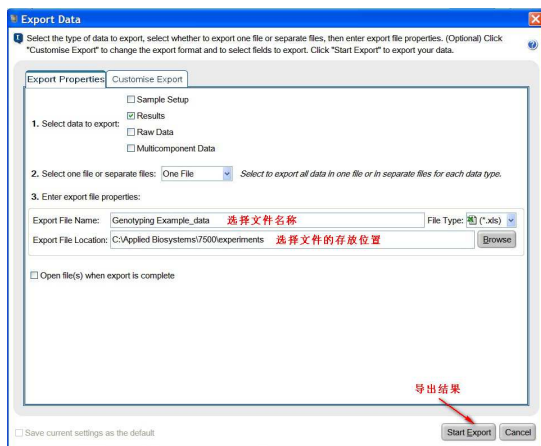 Export Data
Select the type of data to export, select whether to export one file or separate files, then enter export file properties. (Optional) Click
"Customise Export" to change the export format and to select fields to export. Click "Start Export" to export your data.
Export Properties Customise Export
Sample Setup
1. Select data to export: Results
Raw Data
Multicomponent Data
2. Select one file or separate files: One File Select to export all data in one file or in separate files for each data type.
3. Enter export file properties:
Export File Name: Genotyping Example_data 选择文件名称 File Type: (*.xls)
Export File Location: C:\Applied Biosystems\7500\experiments 选择文件的存放位置 Browse
Open file(s) when export is complete
导出结果
Save current settings as the default Start Export Cancel